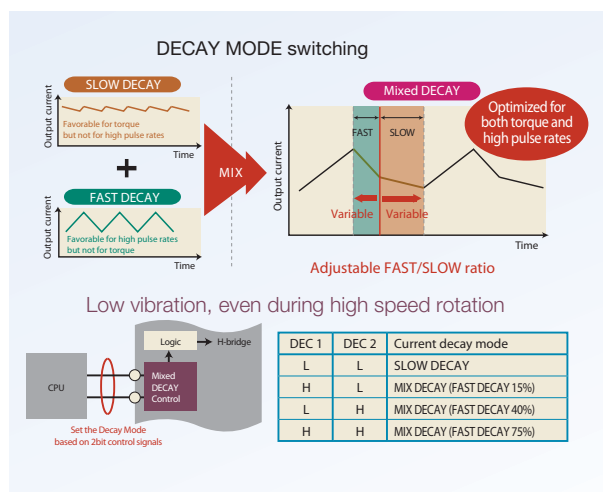 DECAY MODE switching
SLOW DECAY
Output current
Favorable for torque
but not for high pulse rates
Time
+
FAST DECAY
Output current
Favorable for high pulse rates
but not for torque
Time
MIX
Mixed DECAY
Optimized for
both torque and
high pulse rates
Output current
FAST
SLOW
Variable
Variable
Time
Adjustable FAST/SLOW ratio
Low vibration, even during high speed rotation
CPU
Logic
H-bridge
Mixed
DECAY
Control
Set the Decay Mode
based on 2bit control signals
DEC 1 DEC 2 Current decay mode
L L SLOW DECAY
H L MIX DECAY (FAST DECAY 15%)
L H MIX DECAY (FAST DECAY 40%)
H H MIX DECAY (FAST DECAY 75%)